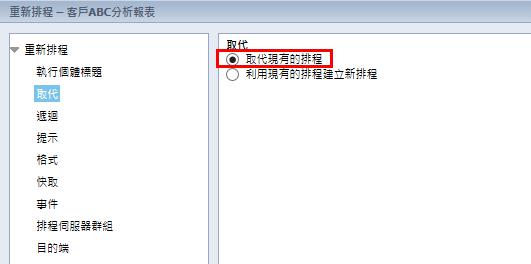 重新排程 – 客戶ABC分析報表
重新排程
執行個體標題
取代
週迴
提示
格式
快取
事件
排程伺服器群組
目的端
取代
取代現有的排程
利用現有的排程建立新排程